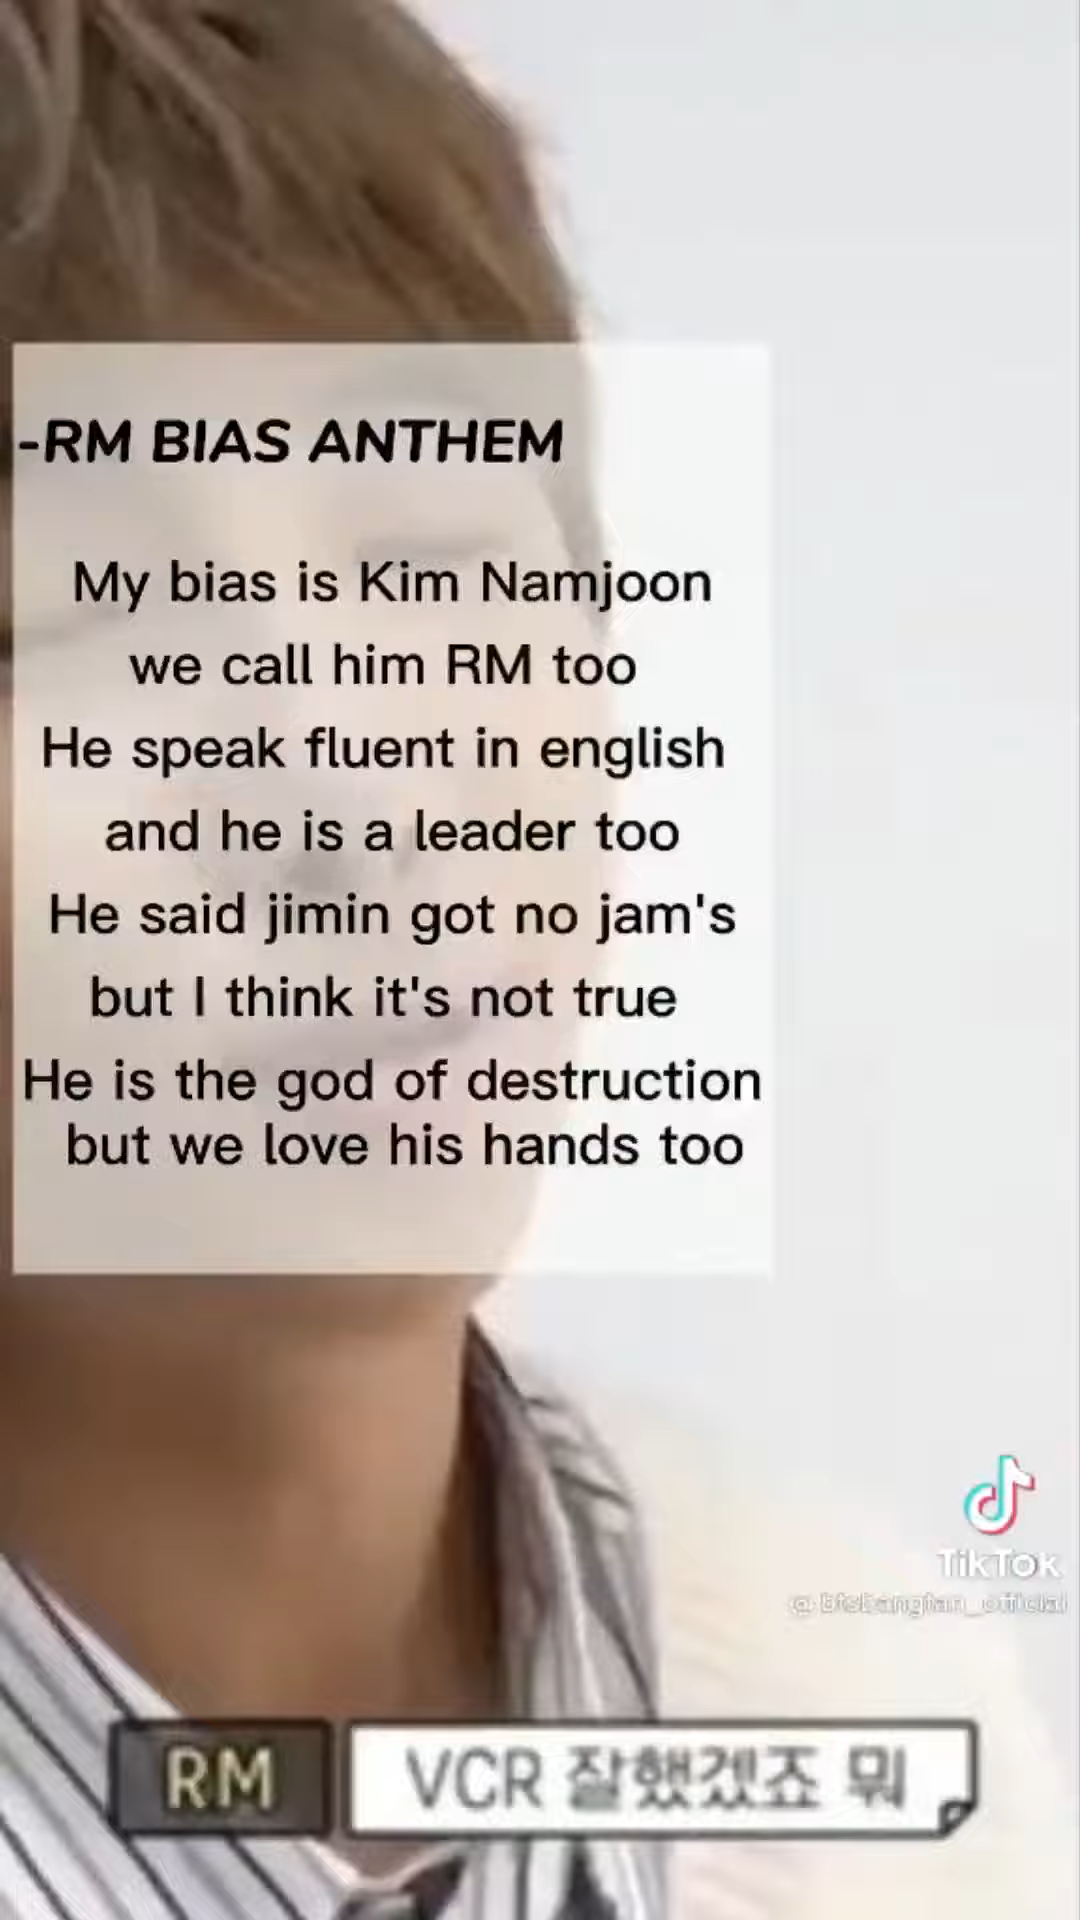 -RM BIAS ANTHEM
My bias is Kim Namjoon
we call him RM too
He speak fluent in english
and he is a leader too
He said jimin got no jam's
but I think it's not true
He is the god of destruction
but we love his hands too
TikTok
RM
VCR 잘했겠죠 뭐